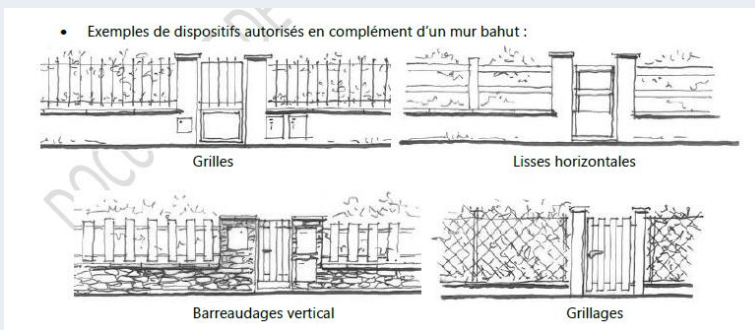 • Exemples de dispositifs autorisés en complément d'un mur bahut :
Grilles
Lisses horizontales
Barreaudages vertical
Grillages